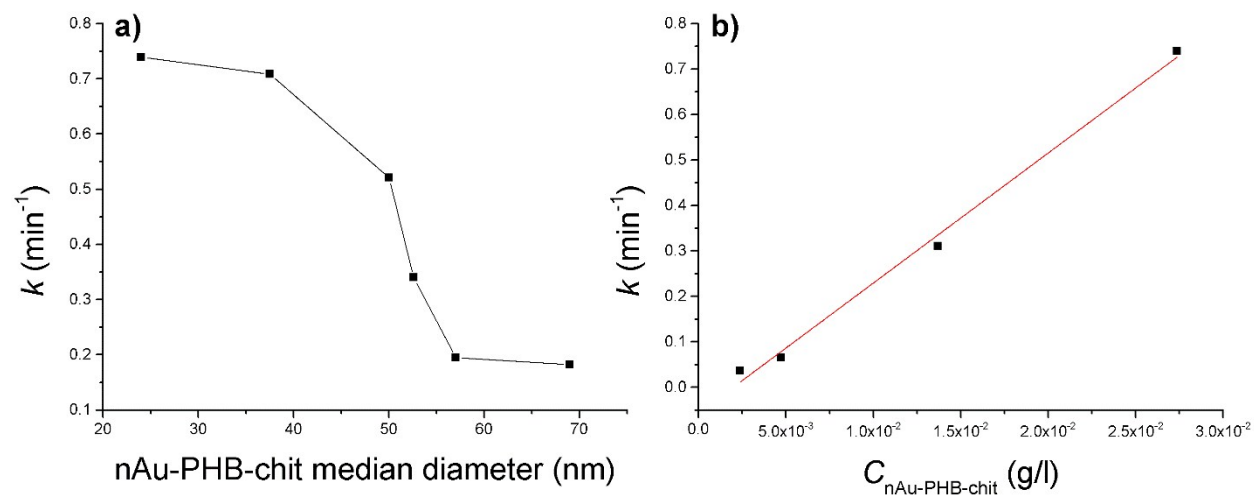 a)
0.8
0.7
0.6
0.5
0.4
0.3
0.2
0.1
k (min⁻¹)
20 30 40 50 60 70
nAu-PHB-chit median diameter (nm)
b)
0.8
0.7
0.6
0.5
0.4
0.3
0.2
0.1
0.0
k (min⁻¹)
0.0 5.0x10⁻³ 1.0x10⁻² 1.5x10⁻² 2.0x10⁻² 2.5x10⁻² 3.0x10⁻²
C nAu-PHB-chit (g/l)